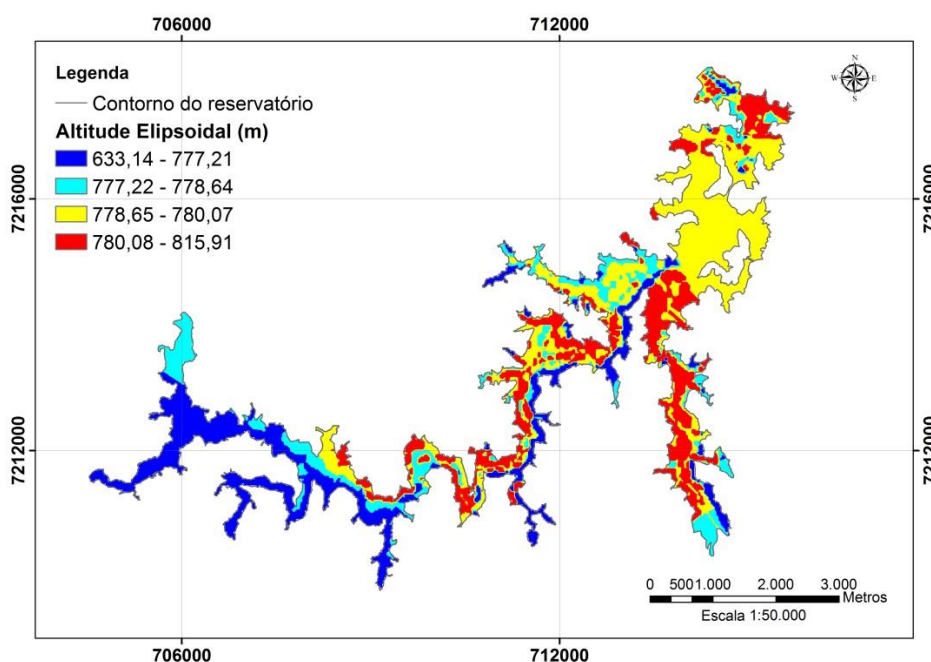 706000
712000
Legenda
Contorno do reservatório
Altitude Elipsoidal (m)
633,14 - 777,21
777,22 - 778,64
778,65 - 780,07
780,08 - 815,91
N
W E
S
7216000
7216000
7212000
7212000
0 500 1.000 2.000 3.000
Metros
Escala 1:50.000
706000
712000